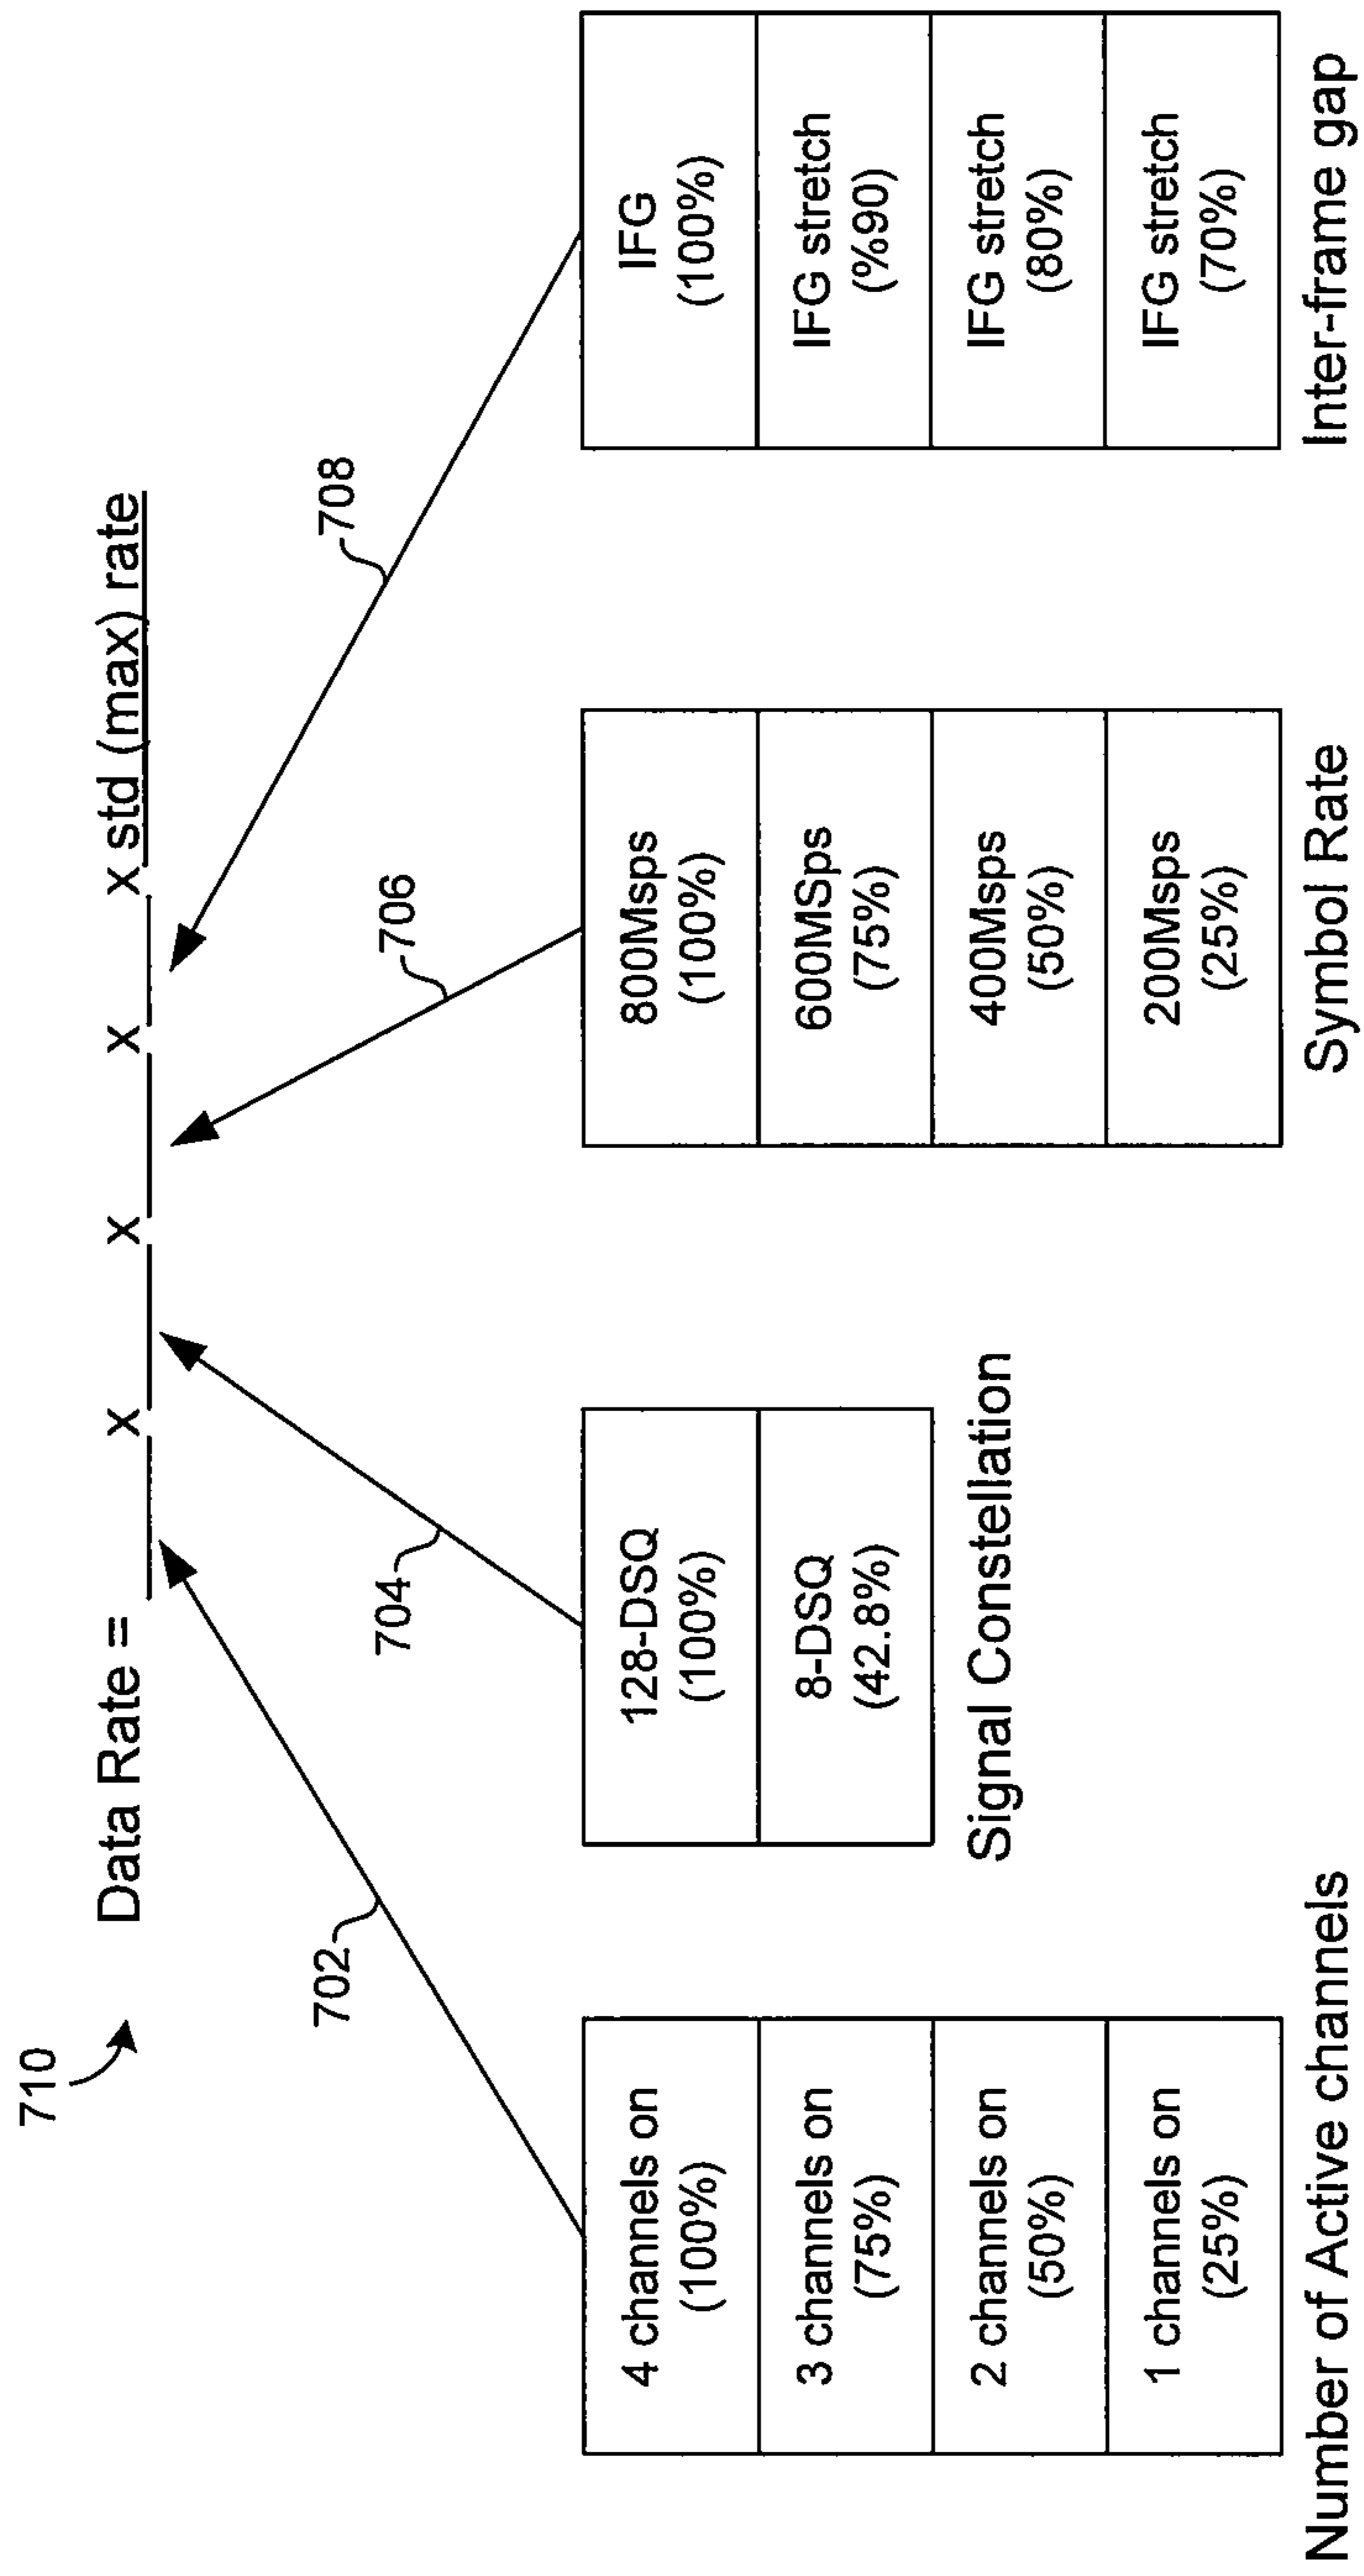 710
Data Rate = ___ x ___ x ___ x ___ x std (max) rate
702
704
706
708
4 channels on
(100%)
3 channels on
(75%)
2 channels on
(50%)
1 channels on
(25%)
Number of Active channels
128-DSQ
(100%)
8-DSQ
(42.8%)
Signal Constellation
800Msps
(100%)
600MSps
(75%)
400Msps
(50%)
200Msps
(25%)
Symbol Rate
IFG
(100%)
IFG stretch
(%90)
IFG stretch
(80%)
IFG stretch
(70%)
Inter-frame gap